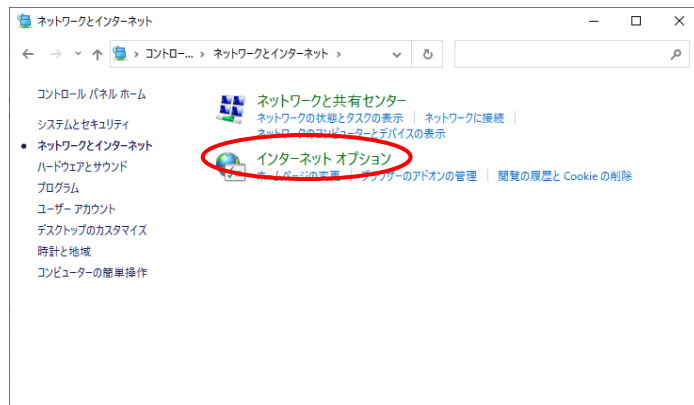 ネットワークとインターネット
コントロー... › ネットワークとインターネット ›
コントロール パネル ホーム
システムとセキュリティ
ネットワークとインターネット
ハードウェアとサウンド
プログラム
ユーザー アカウント
デスクトップのカスタマイズ
時計と地域
コンピューターの簡単操作
ネットワークと共有センター
ネットワークの状態とタスクの表示 | ネットワークに接続 |
ネットワークのコンピューターとデバイスの表示
インターネット オプション
ホームページの変更 | ブラウザーのアドオンの管理 | 閲覧の履歴と Cookie の削除